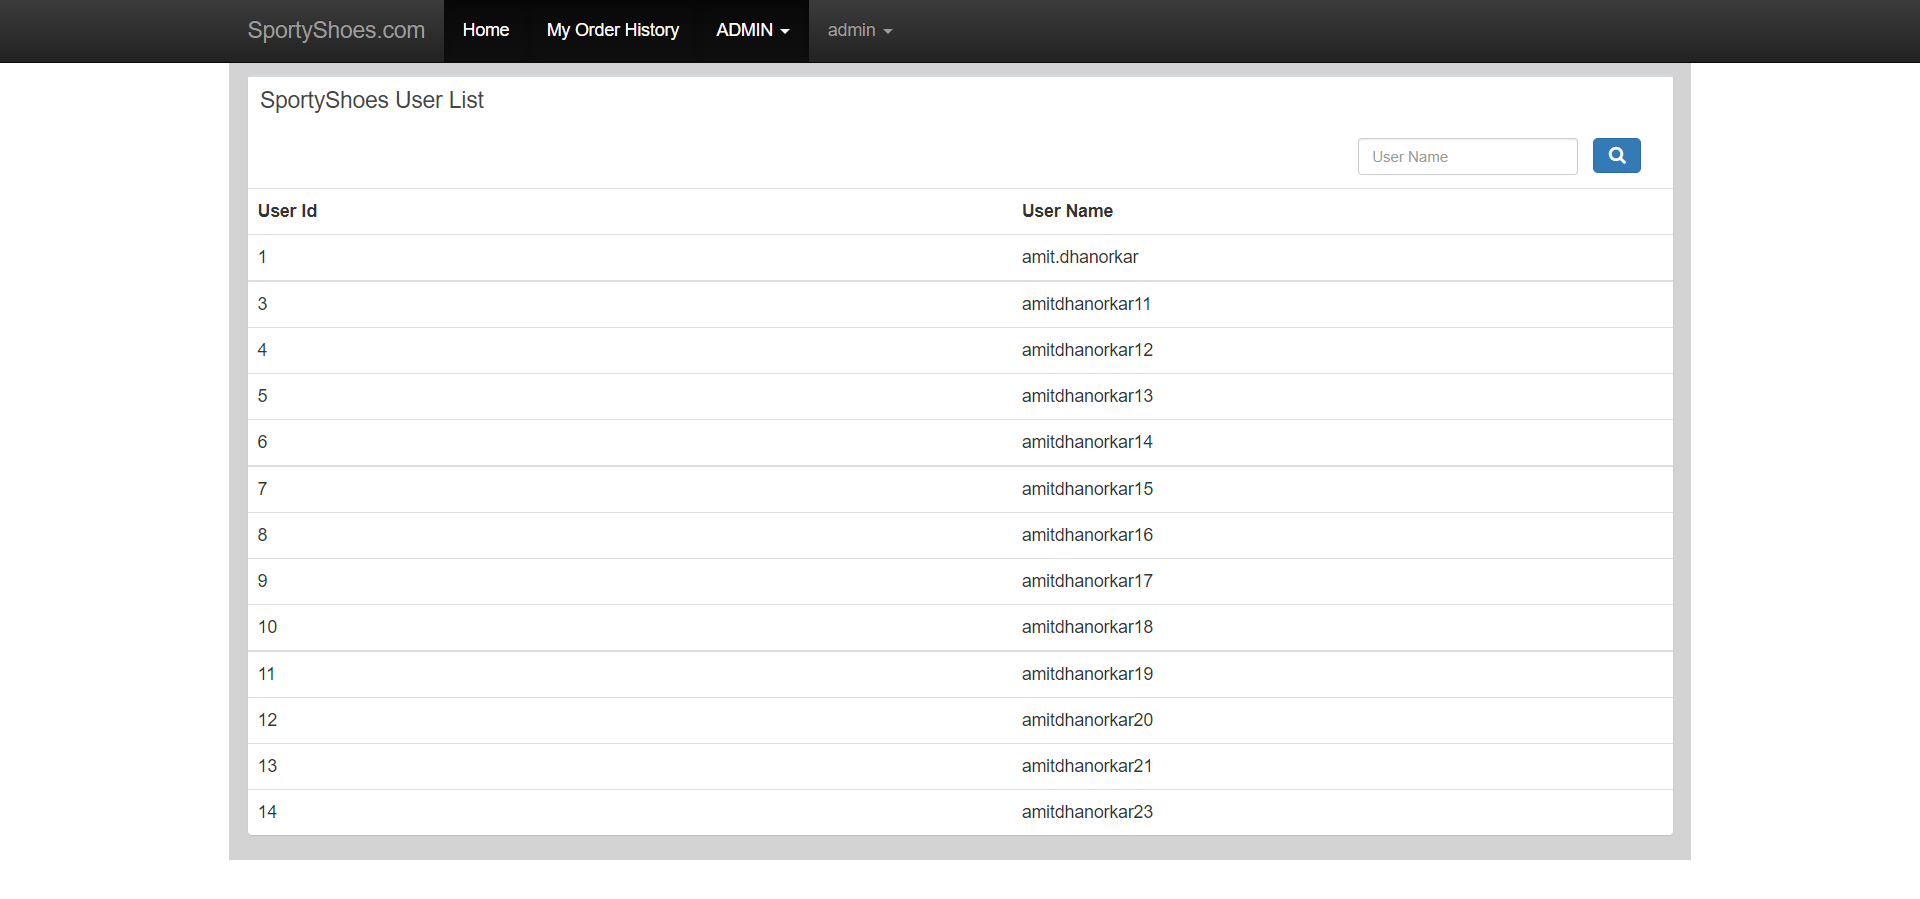 SportyShoes.com Home My Order History ADMIN admin
SportyShoes User List
User Name
User Id User Name
1 amit.dhanorkar
3 amitdhanorkar11
4 amitdhanorkar12
5 amitdhanorkar13
6 amitdhanorkar14
7 amitdhanorkar15
8 amitdhanorkar16
9 amitdhanorkar17
10 amitdhanorkar18
11 amitdhanorkar19
12 amitdhanorkar20
13 amitdhanorkar21
14 amitdhanorkar23